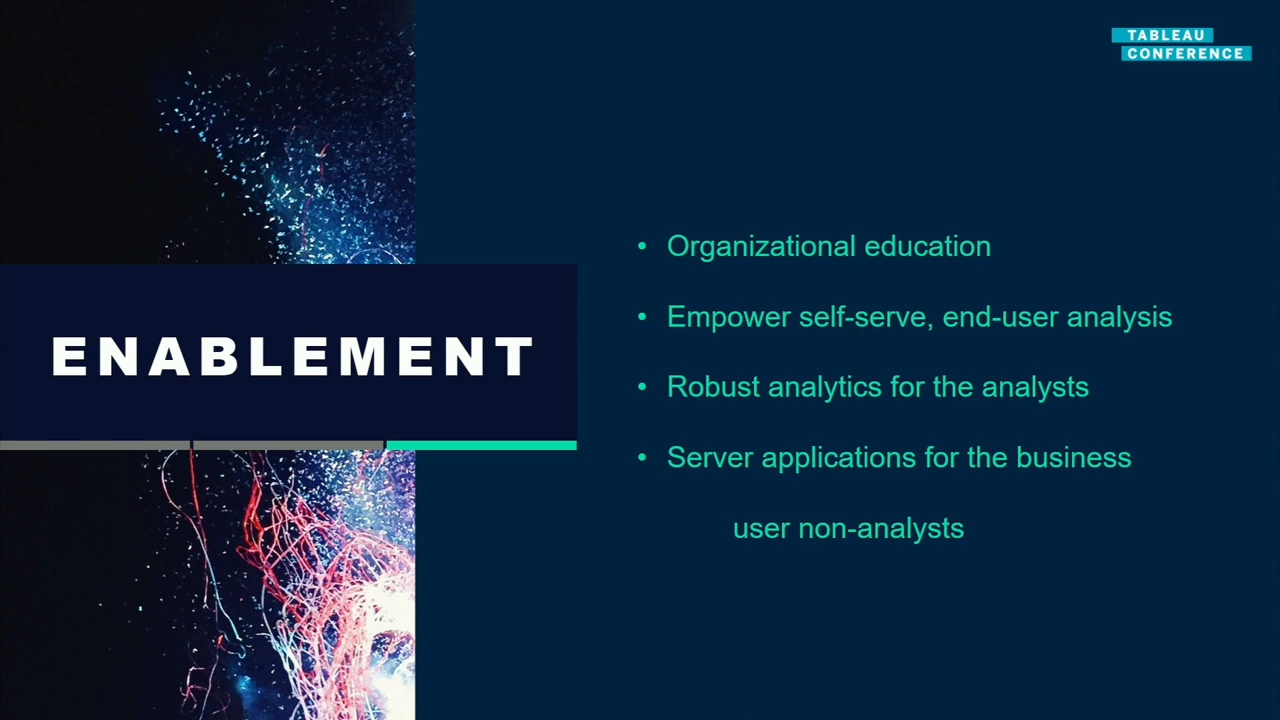 TABLEAU
CONFERENCE
ENABLEMENT
• Organizational education
• Empower self-serve, end-user analysis
• Robust analytics for the analysts
• Server applications for the business
user non-analysts